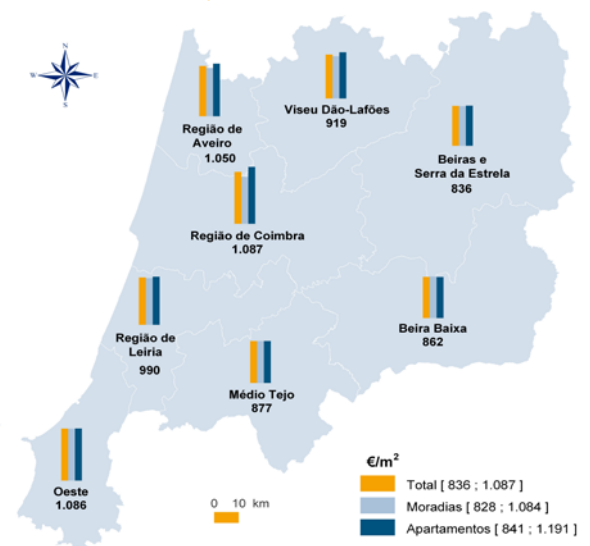 N
W E
S
Viseu Dão-Lafões
919
Região de
Aveiro
1.050
Beiras e
Serra da Estrela
836
Região de Coimbra
1.087
Região de
Leiria
990
Beira Baixa
862
Médio Tejo
877
Oeste
1.086
0 10 km
€/m²
Total [ 836 ; 1.087 ]
Moradias [ 828 ; 1.084 ]
Apartamentos [ 841 ; 1.191 ]